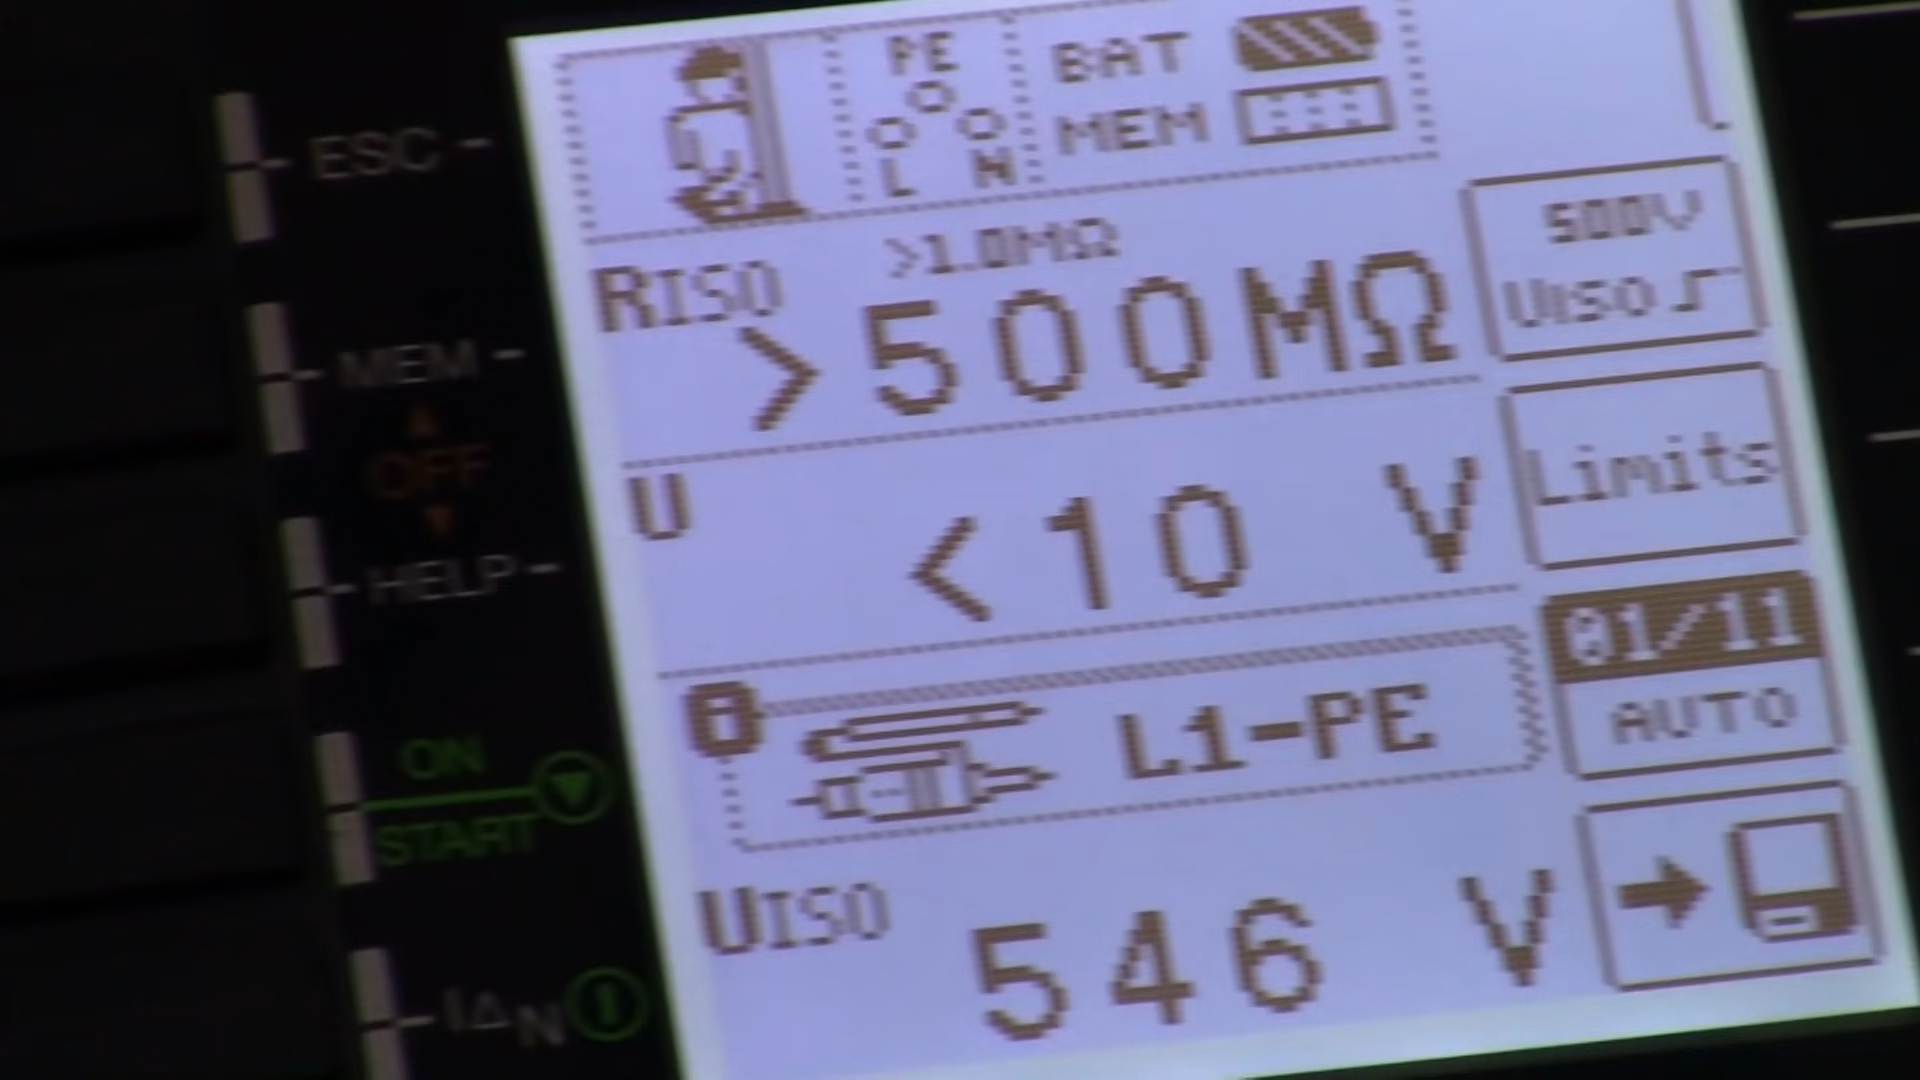 PE
BAT
L N
MEM
ESC
RISO >1.0MΩ
>500MΩ
500V
UISO
MEM
OFF
HELP
U <10 V
Limits
01/11
AUTO
L1-PE
ON
START
UISO 546 V
IΔN